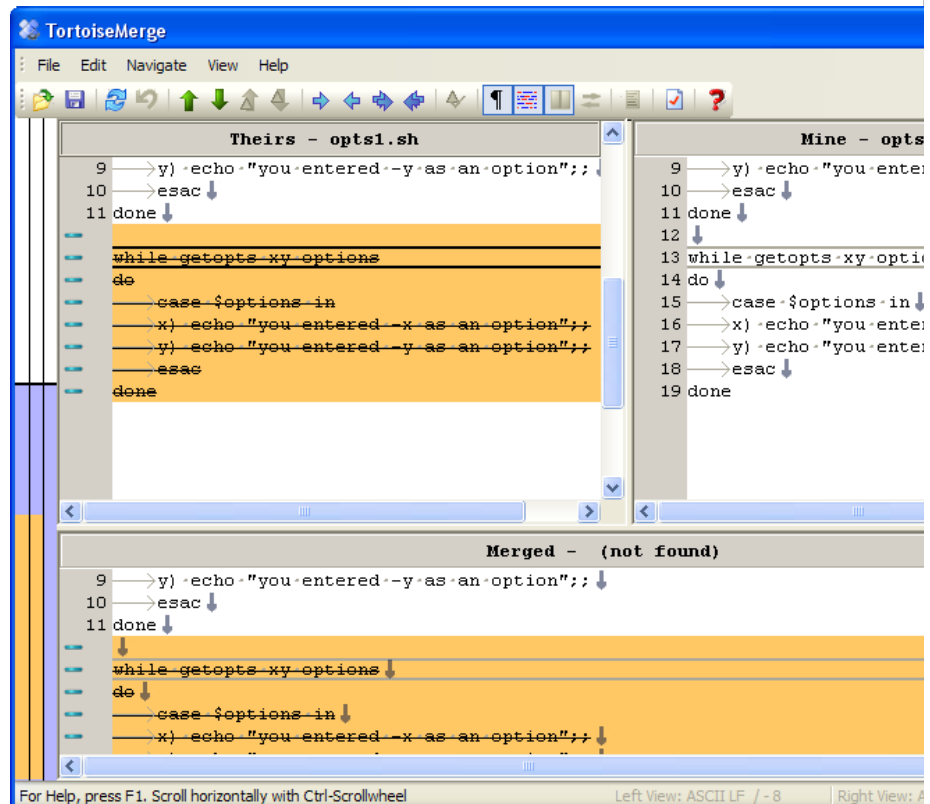 TortoiseMerge
File Edit Navigate View Help
Theirs - opts1.sh
9 y) echo "you entered -y as an option";;
10 esac
11 done
while getopts xy options
do
case $options in
x) echo "you entered -x as an option";;
y) echo "you entered -y as an option";;
esac
done
Mine - opts
9 y) echo "you enter
10 esac
11 done
12
13 while getopts xy optio
14 do
15 case $options in
16 x) echo "you enter
17 y) echo "you enter
18 esac
19 done
Merged - (not found)
9 y) echo "you entered -y as an option";;
10 esac
11 done
while getopts xy options
do
case $options in
x) echo "you entered -x as an option";;
For Help, press F1. Scroll horizontally with Ctrl-Scrollwheel
Left View: ASCII LF / - 8
Right View: A